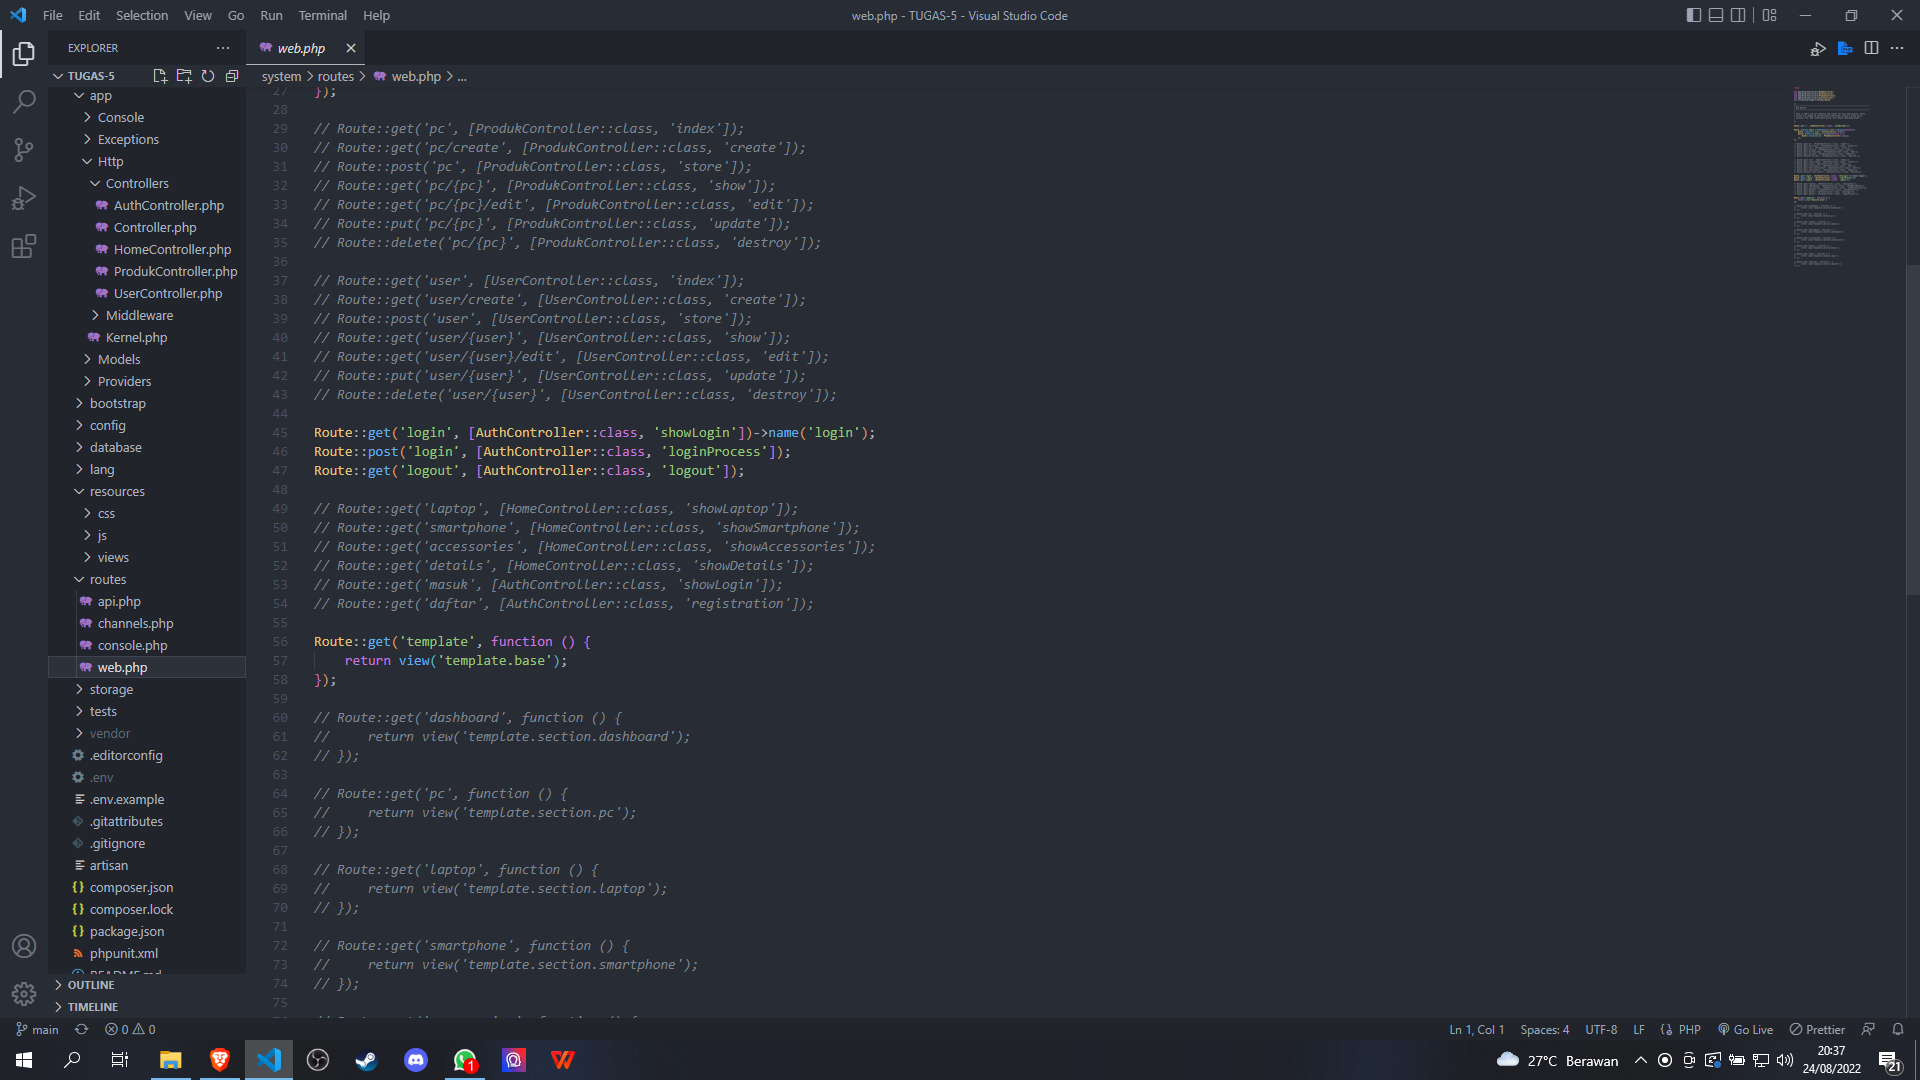 File Edit Selection View Go Run Terminal Help
web.php - TUGAS-5 - Visual Studio Code
EXPLORER
web.php
TUGAS-5
system > routes > web.php > ...
app
Console
Exceptions
Http
Controllers
AuthController.php
Controller.php
HomeController.php
ProdukController.php
UserController.php
Middleware
Kernel.php
Models
Providers
bootstrap
config
database
lang
resources
css
js
views
routes
api.php
channels.php
console.php
web.php
storage
tests
vendor
.editorconfig
.env
.env.example
.gitattributes
.gitignore
artisan
composer.json
composer.lock
package.json
phpunit.xml
README.md
OUTLINE
TIMELINE
27 });
28
29 // Route::get('pc', [ProdukController::class, 'index']);
30 // Route::get('pc/create', [ProdukController::class, 'create']);
31 // Route::post('pc', [ProdukController::class, 'store']);
32 // Route::get('pc/{pc}', [ProdukController::class, 'show']);
33 // Route::get('pc/{pc}/edit', [ProdukController::class, 'edit']);
34 // Route::put('pc/{pc}', [ProdukController::class, 'update']);
35 // Route::delete('pc/{pc}', [ProdukController::class, 'destroy']);
36
37 // Route::get('user', [UserController::class, 'index']);
38 // Route::get('user/create', [UserController::class, 'create']);
39 // Route::post('user', [UserController::class, 'store']);
40 // Route::get('user/{user}', [UserController::class, 'show']);
41 // Route::get('user/{user}/edit', [UserController::class, 'edit']);
42 // Route::put('user/{user}', [UserController::class, 'update']);
43 // Route::delete('user/{user}', [UserController::class, 'destroy']);
44
45 Route::get('login', [AuthController::class, 'showLogin'])->name('login');
46 Route::post('login', [AuthController::class, 'loginProcess']);
47 Route::get('logout', [AuthController::class, 'logout']);
48
49 // Route::get('laptop', [HomeController::class, 'showLaptop']);
50 // Route::get('smartphone', [HomeController::class, 'showSmartphone']);
51 // Route::get('accessories', [HomeController::class, 'showAccessories']);
52 // Route::get('details', [HomeController::class, 'showDetails']);
53 // Route::get('masuk', [AuthController::class, 'showLogin']);
54 // Route::get('daftar', [AuthController::class, 'registration']);
55
56 Route::get('template', function () {
57 return view('template.base');
58 });
59
60 // Route::get('dashboard', function () {
61 // return view('template.section.dashboard');
62 // });
63
64 // Route::get('pc', function () {
65 // return view('template.section.pc');
66 // });
67
68 // Route::get('laptop', function () {
69 // return view('template.section.laptop');
70 // });
71
72 // Route::get('smartphone', function () {
73 // return view('template.section.smartphone');
74 // });
75
main 0 0
Ln 1, Col 1 Spaces: 4 UTF-8 LF PHP Go Live Prettier
1
27°C Berawan
20:37
24/08/2022
21